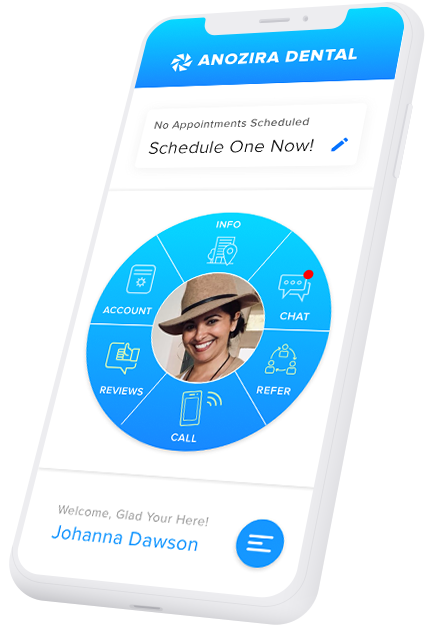 ANOZIRA DENTAL
No Appointments Scheduled
Schedule One Now!
INFO
ACCOUNT
CHAT
REVIEWS
REFER
CALL
Welcome, Glad Your Here!
Johanna Dawson